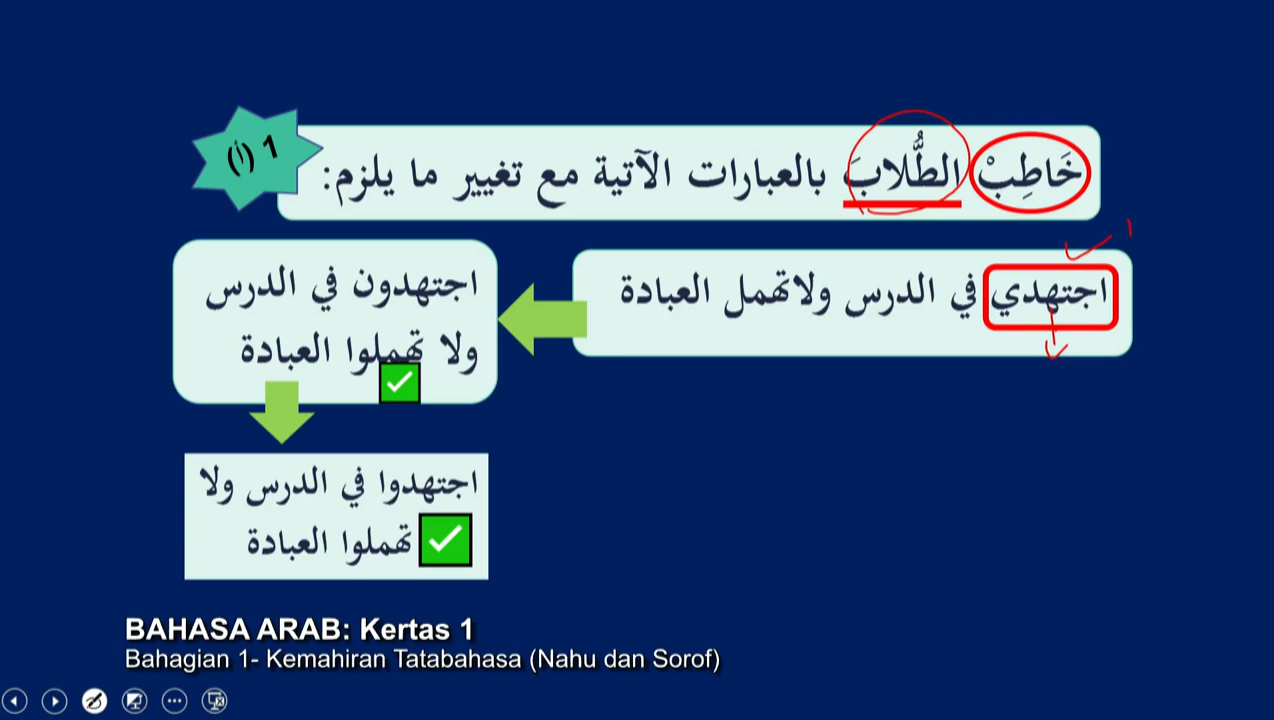 1 (أ)
خَاطِبْ الطُّلابَ بالعبارات الآتية مع تغيير ما يلزم:
١
اجتهدي في الدرس ولاتهمل العبادة
اجتهدون في الدرس
ولا تهملوا العبادة
اجتهدوا في الدرس ولا
تهملوا العبادة
BAHASA ARAB: Kertas 1
Bahagian 1- Kemahiran Tatabahasa (Nahu dan Sorof)